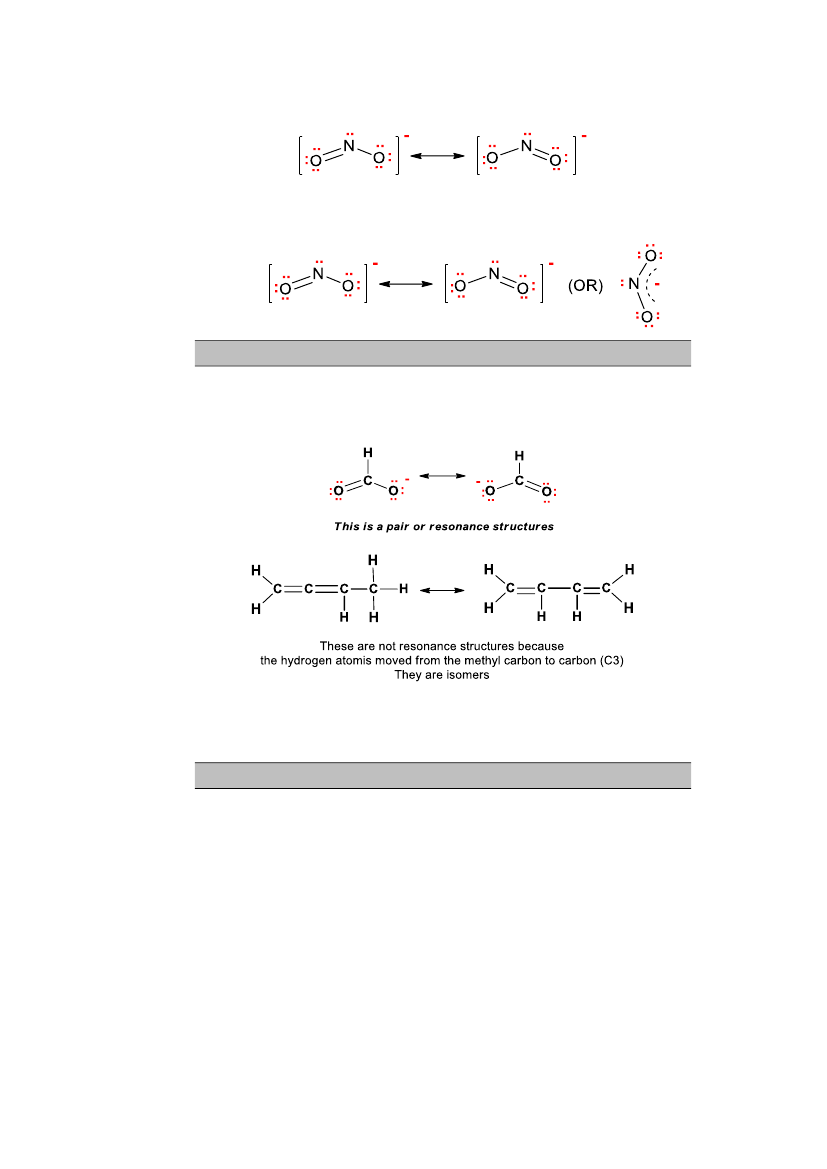 N O O - N O O -
N O O - N O O - (OR) N O O -
H H
O C O - - O C O
This is a pair or resonance structures
H H C C C C H H H H
H H C C C C H H H H
These are not resonance structures because
the hydrogen atomis moved from the methyl carbon to carbon (C3)
They are isomers